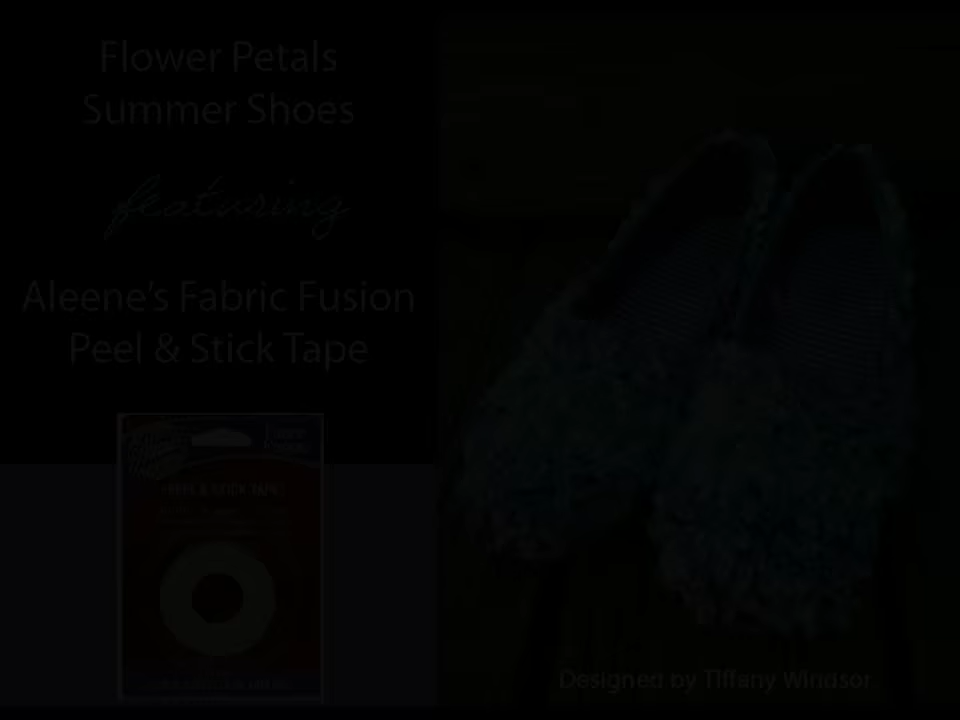 Flower Petals
Summer Shoes
featuring
Aleene's Fabric Fusion
Peel & Stick Tape
PEEL & STICK TAPE
Designed by Tiffany Windsor